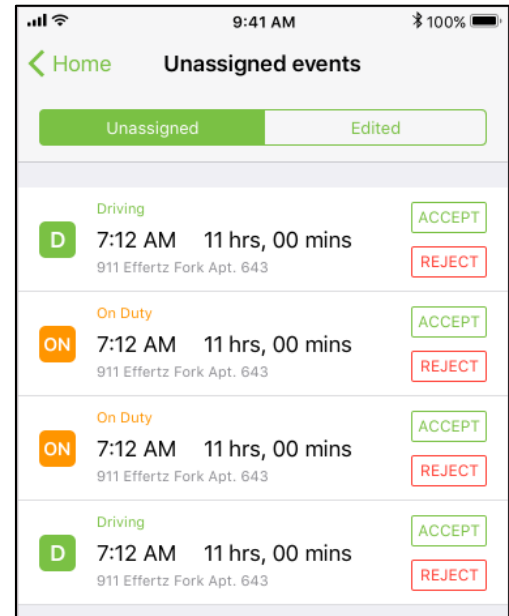 9:41 AM 100%
Home Unassigned events
Unassigned Edited
Driving
D 7:12 AM 11 hrs, 00 mins
911 Effertz Fork Apt. 643
ACCEPT
REJECT
On Duty
ON 7:12 AM 11 hrs, 00 mins
911 Effertz Fork Apt. 643
ACCEPT
REJECT
On Duty
ON 7:12 AM 11 hrs, 00 mins
911 Effertz Fork Apt. 643
ACCEPT
REJECT
Driving
D 7:12 AM 11 hrs, 00 mins
911 Effertz Fork Apt. 643
ACCEPT
REJECT